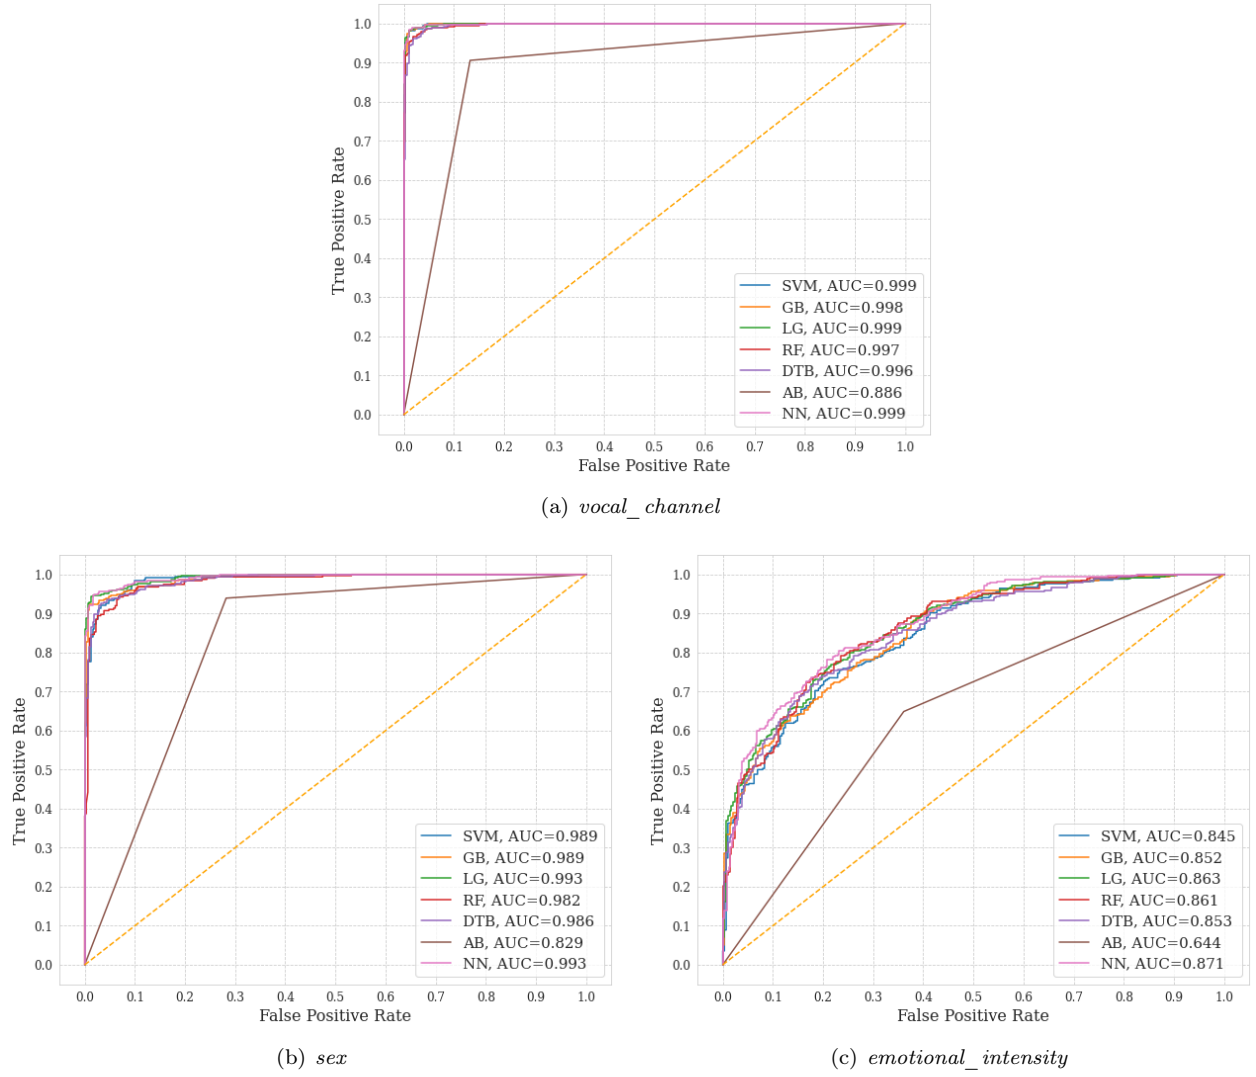 1.0
0.9
0.8
0.7
0.6
0.5
0.4
0.3
0.2
0.1
0.0
True Positive Rate
SVM, AUC=0.999
GB, AUC=0.998
LG, AUC=0.999
RF, AUC=0.997
DTB, AUC=0.996
AB, AUC=0.886
NN, AUC=0.999
0.0 0.1 0.2 0.3 0.4 0.5 0.6 0.7 0.8 0.9 1.0
False Positive Rate
(a) vocal_channel
1.0
0.9
0.8
0.7
0.6
0.5
0.4
0.3
0.2
0.1
0.0
True Positive Rate
SVM, AUC=0.989
GB, AUC=0.989
LG, AUC=0.993
RF, AUC=0.982
DTB, AUC=0.986
AB, AUC=0.829
NN, AUC=0.993
0.0 0.1 0.2 0.3 0.4 0.5 0.6 0.7 0.8 0.9 1.0
False Positive Rate
(b) sex
1.0
0.9
0.8
0.7
0.6
0.5
0.4
0.3
0.2
0.1
0.0
True Positive Rate
SVM, AUC=0.845
GB, AUC=0.852
LG, AUC=0.863
RF, AUC=0.861
DTB, AUC=0.853
AB, AUC=0.644
NN, AUC=0.871
0.0 0.1 0.2 0.3 0.4 0.5 0.6 0.7 0.8 0.9 1.0
False Positive Rate
(c) emotional_intensity